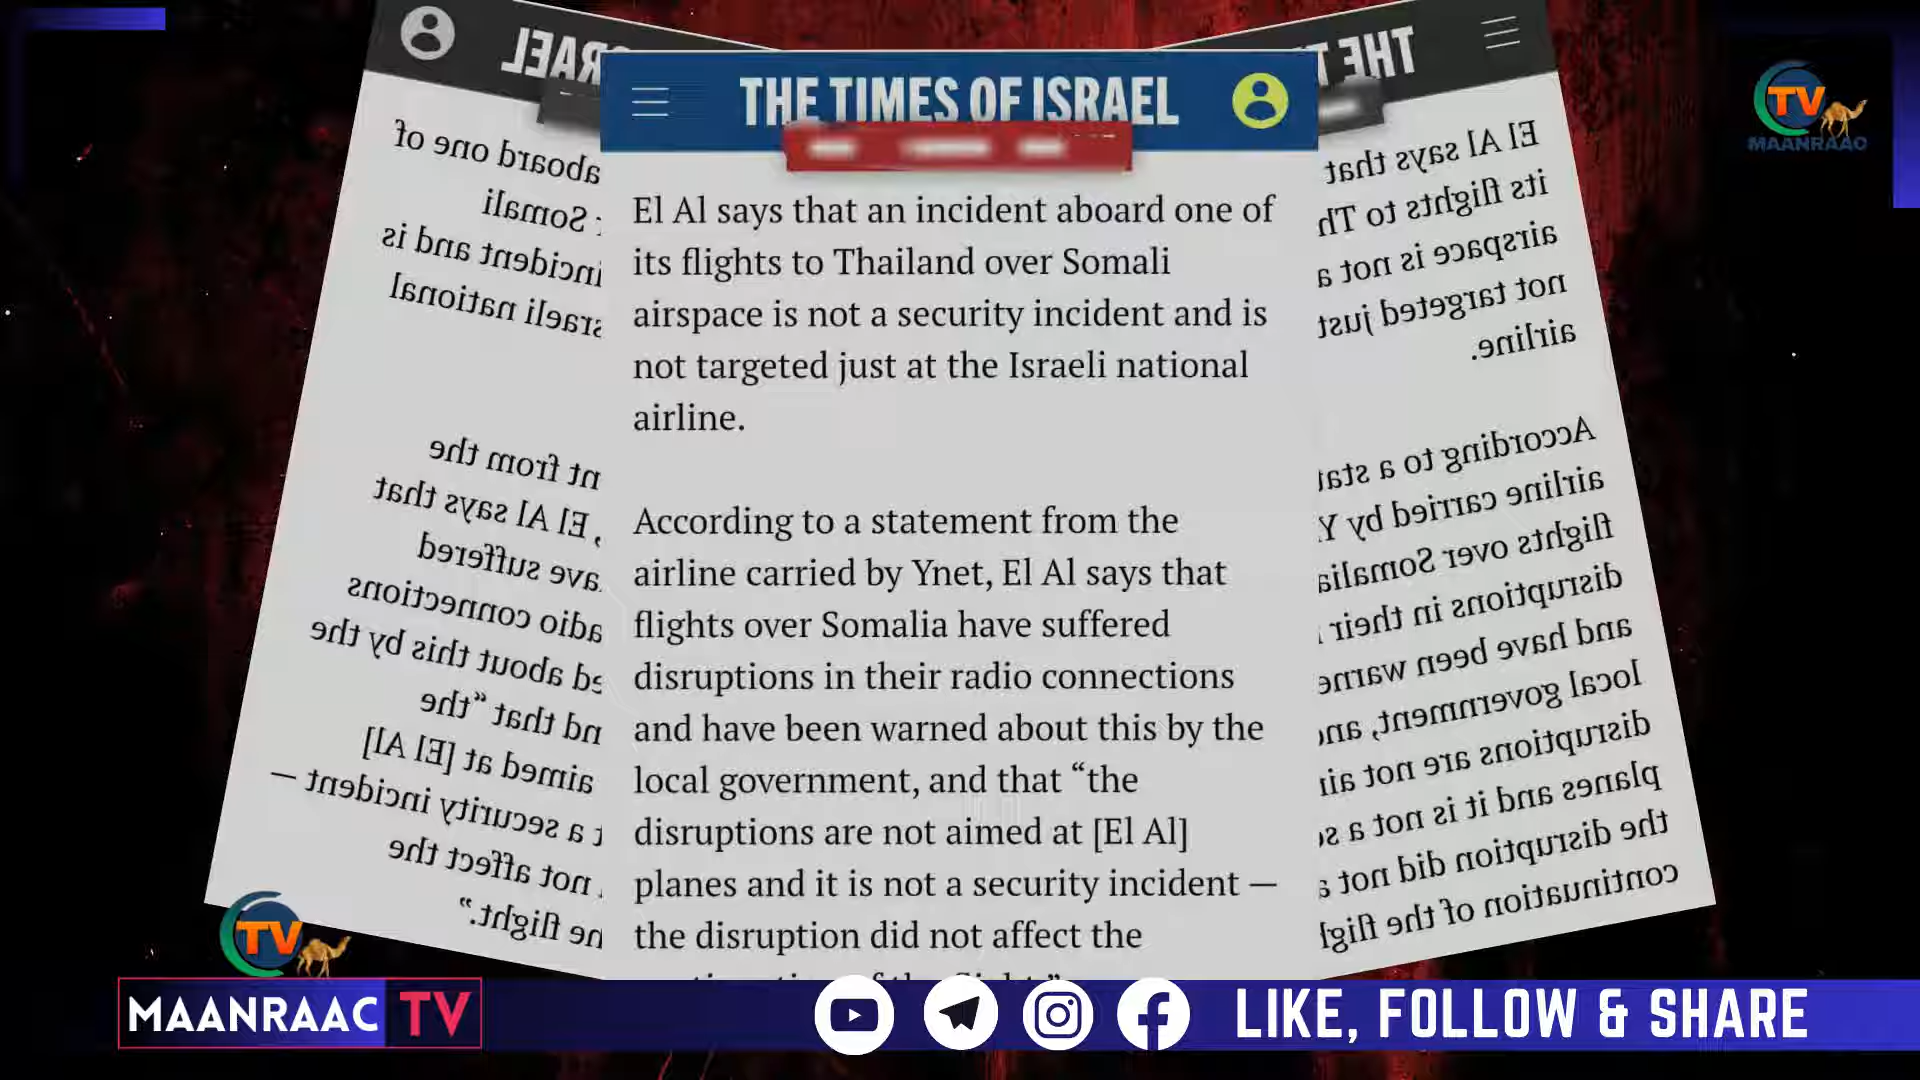 THE TIMES OF ISRAEL
El Al says that an incident aboard one of
its flights to Thailand over Somali
airspace is not a security incident and is
not targeted just at the Israeli national
airline.
According to a statement from the
airline carried by Ynet, El Al says that
flights over Somalia have suffered
disruptions in their radio connections
and have been warned about this by the
local government, and that “the
disruptions are not aimed at [El Al]
planes and it is not a security incident —
the disruption did not affect the
TV
MAANRAAC
TV
MAANRAAC TV
LIKE, FOLLOW & SHARE